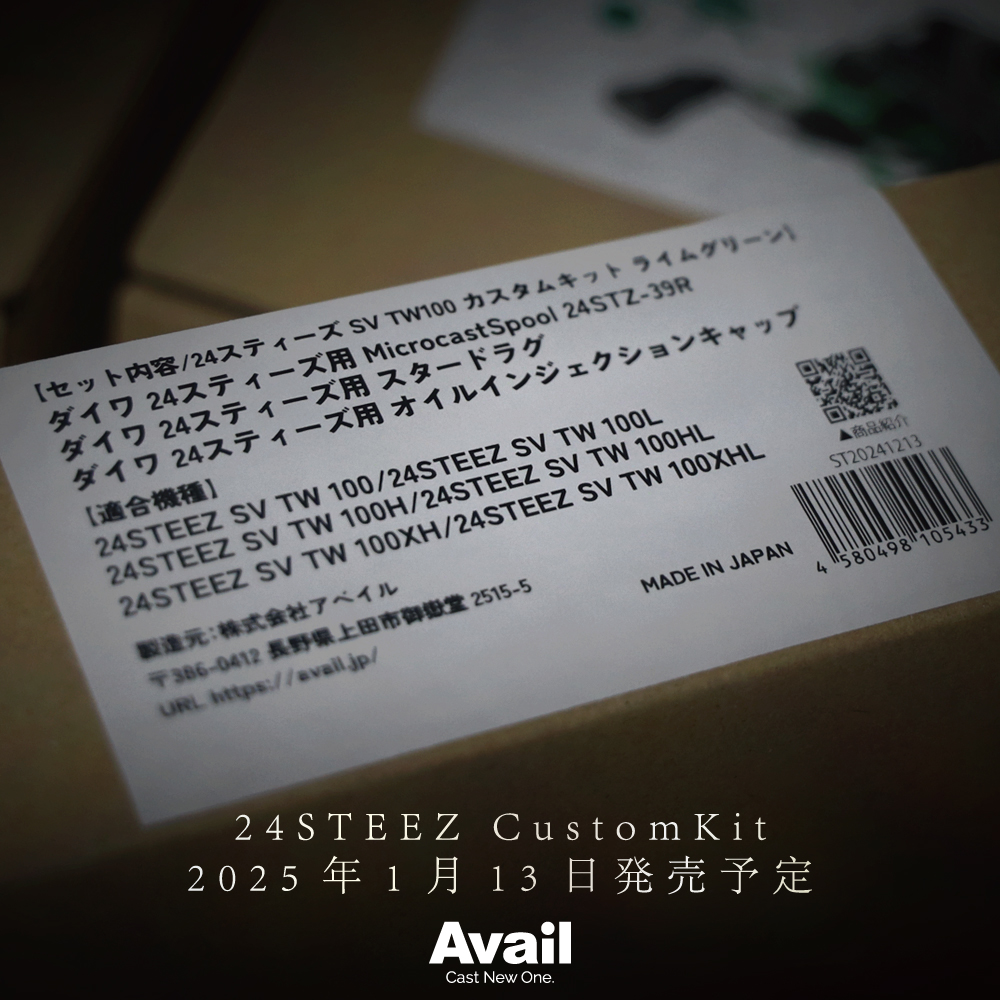 [セット内容/24スティーズ SV TW100 カスタムキット ライムグリーン]
ダイワ 24スティーズ用 MicrocastSpool 24STZ-39R
ダイワ 24スティーズ用 スタードラグ
ダイワ 24スティーズ用 オイルインジェクションキャップ
[適合機種]
24STEEZ SV TW 100/24STEEZ SV TW 100L
24STEEZ SV TW 100H/24STEEZ SV TW 100HL
24STEEZ SV TW 100XH/24STEEZ SV TW 100XHL
製造元:株式会社アベイル
〒386-0412 長野県上田市御嶽堂 2515-5
URL https://avail.jp/
▲商品紹介
ST20241213
4 580498 105433
MADE IN JAPAN
24STEEZ CustomKit
2025年1月13日発売予定
Avail
Cast New One.